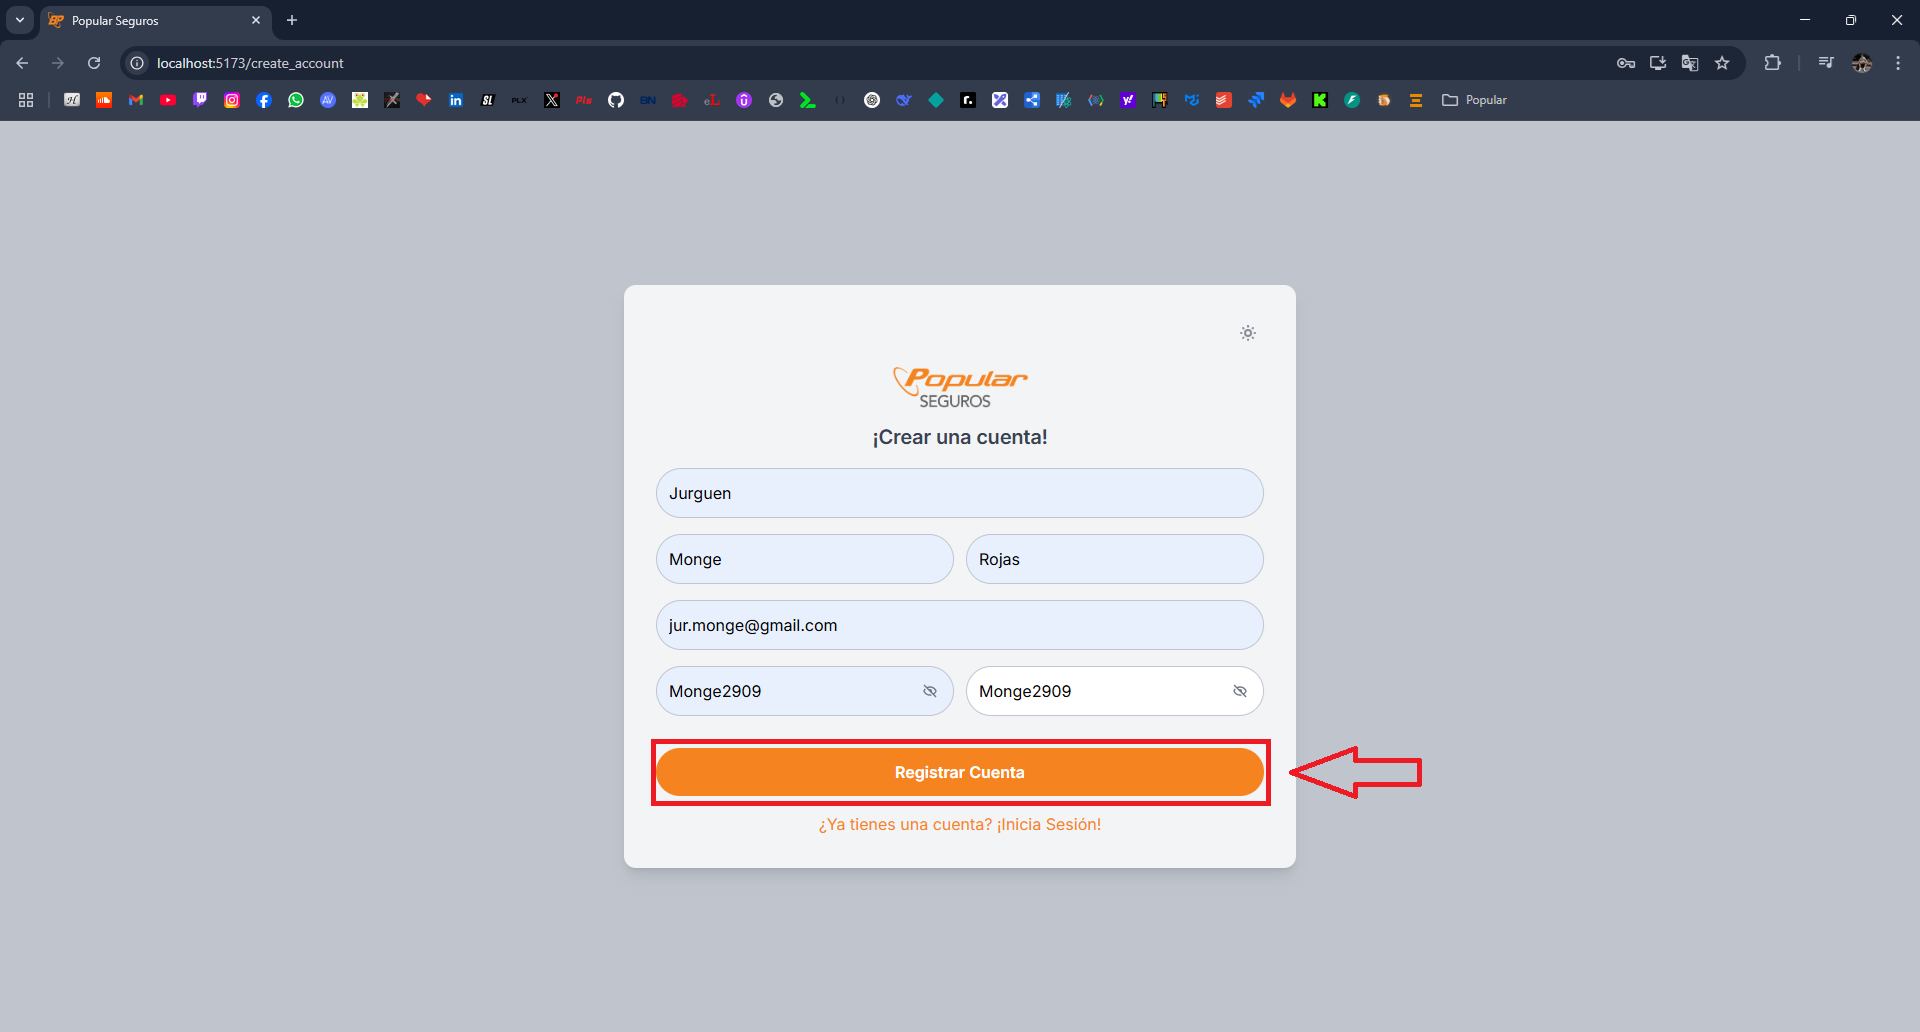 Popular Seguros
localhost:5173/create_account
Popular
Popular
SEGUROS
¡Crear una cuenta!
Jurguen
Monge Rojas
jur.monge@gmail.com
Monge2909 Monge2909
Registrar Cuenta
¿Ya tienes una cuenta? ¡Inicia Sesión!